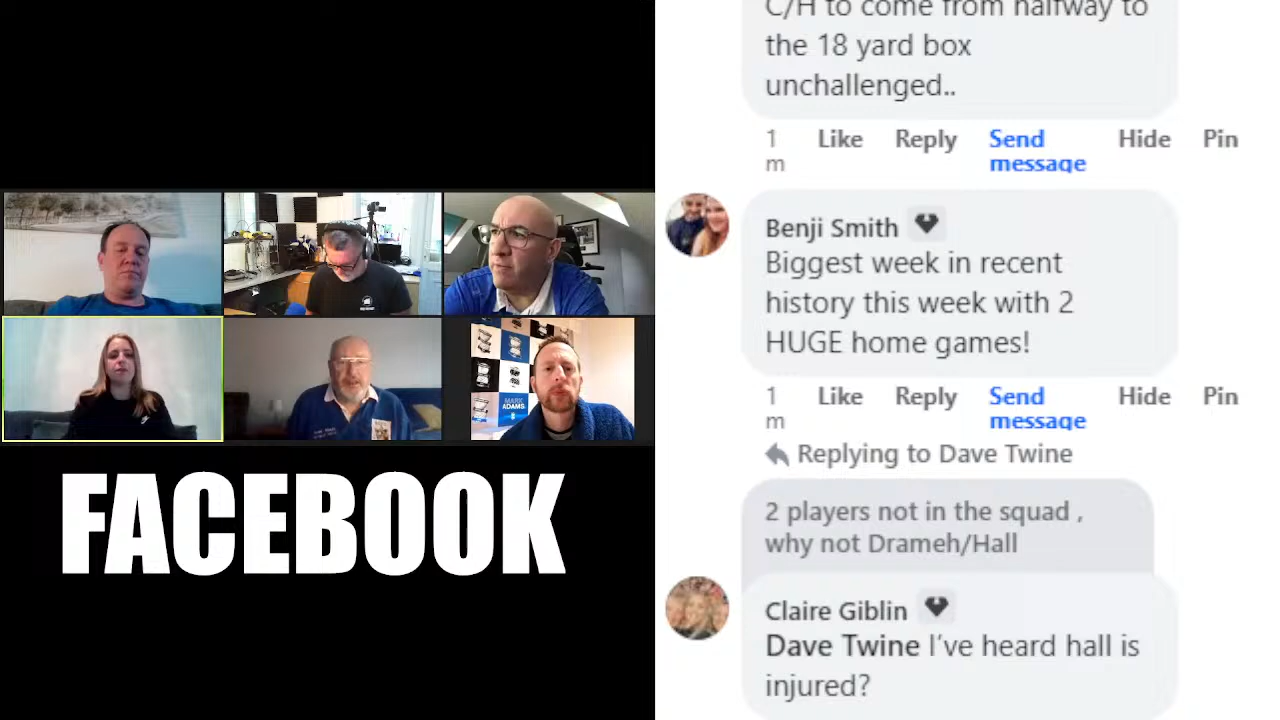 C/H to come from halfway to
the 18 yard box
unchallenged..
1 m Like Reply Send message Hide Pin
Benji Smith
Biggest week in recent
history this week with 2
HUGE home games!
1 m Like Reply Send message Hide Pin
Replying to Dave Twine
2 players not in the squad ,
why not Drameh/Hall
Claire Giblin
Dave Twine I've heard hall is
injured?
MARK
ADAMS
FACEBOOK